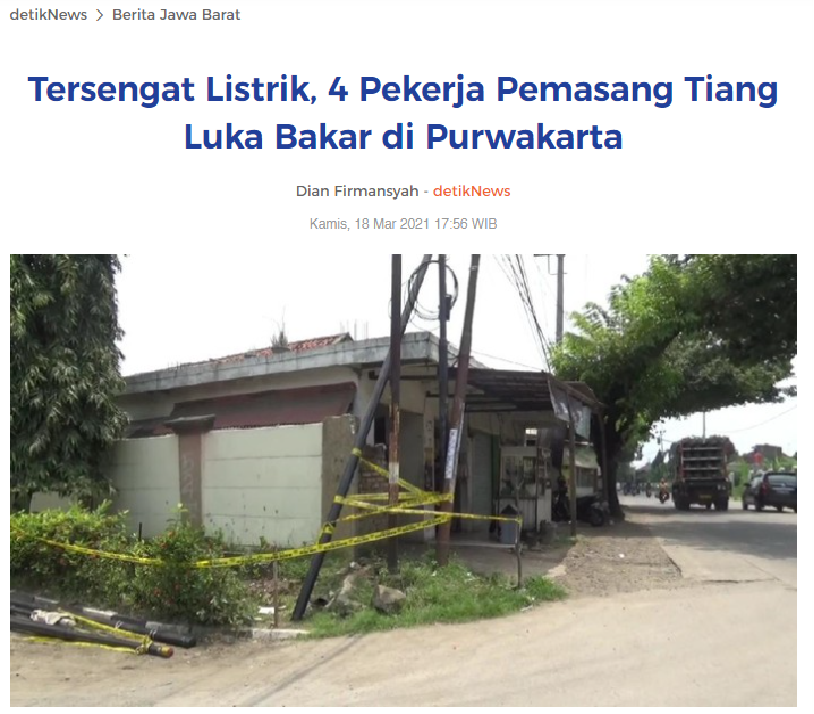 detikNews > Berita Jawa Barat
Tersengat Listrik, 4 Pekerja Pemasang Tiang
Luka Bakar di Purwakarta
Dian Firmansyah - detikNews
Kamis, 18 Mar 2021 17:56 WIB